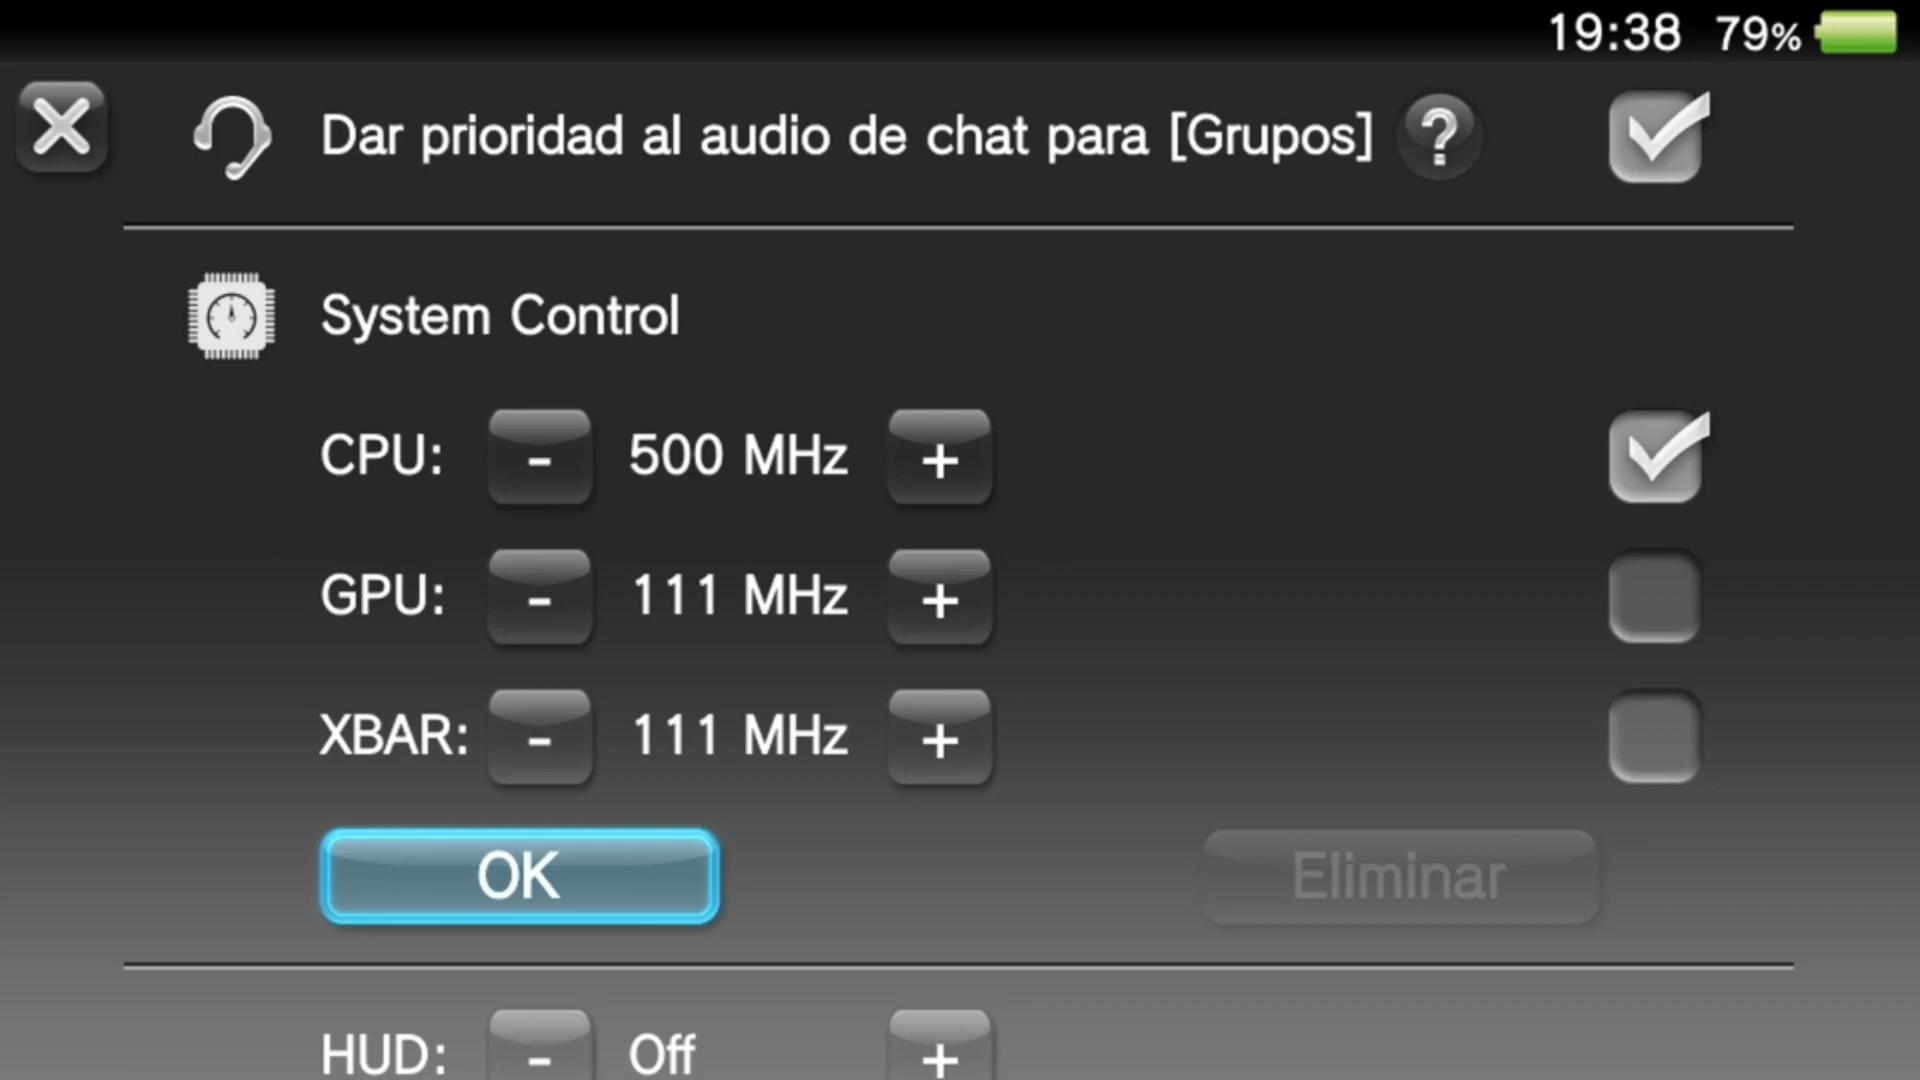 19:38 79%
Dar prioridad al audio de chat para [Grupos] ?
System Control
CPU: - 500 MHz +
GPU: - 111 MHz +
XBAR: - 111 MHz +
OK Eliminar
HUD: - Off +